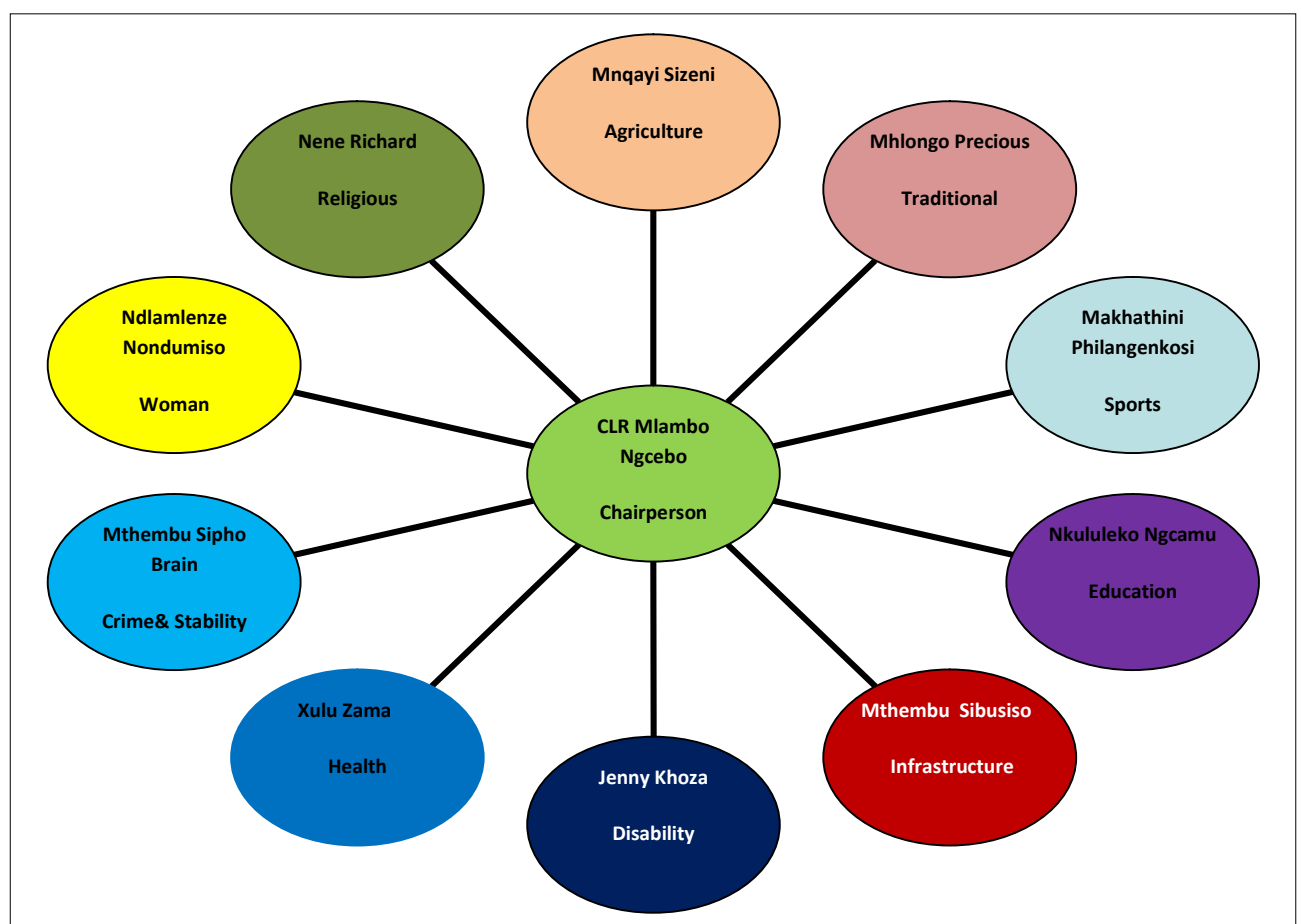 Mnqayi Sizeni
Agriculture
Nene Richard
Religious
Mhlongo Precious
Traditional
Ndlamlenze
Nondumiso
Woman
Makhathini
Philangenkosi
Sports
CLR Mlambo
Ngcebo
Chairperson
Mthembu Sipho
Brain
Crime& Stability
Nkululeko Ngcamu
Education
Xulu Zama
Health
Mthembu  Sibusiso
Infrastructure
Jenny Khoza
Disability